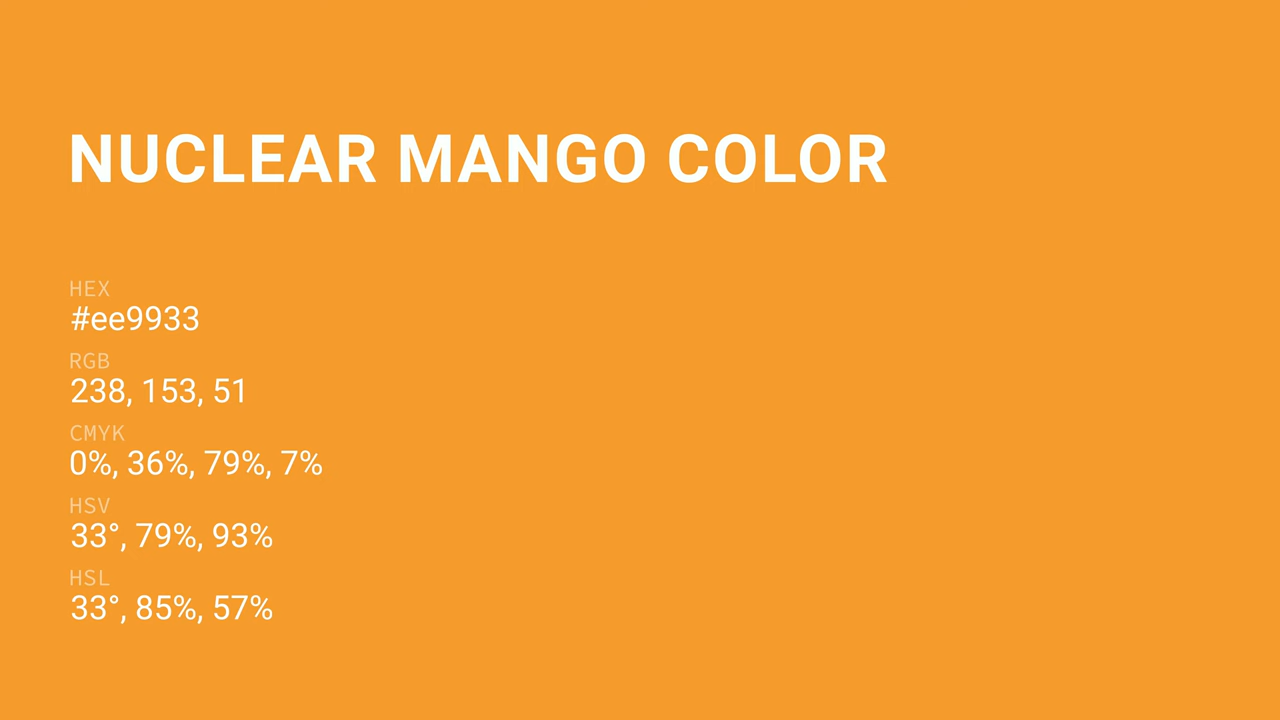 NUCLEAR MANGO COLOR
HEX
#ee9933
RGB
238, 153, 51
CMYK
0%, 36%, 79%, 7%
HSV
33°, 79%, 93%
HSL
33°, 85%, 57%